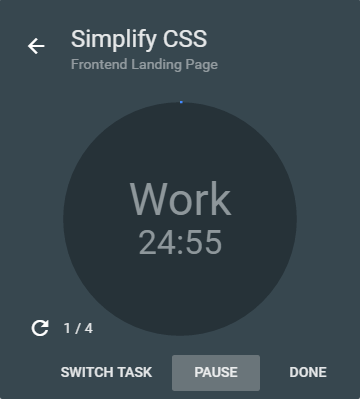 Simplify CSS
Frontend Landing Page
Work
24:55
1 / 4
SWITCH TASK PAUSE DONE